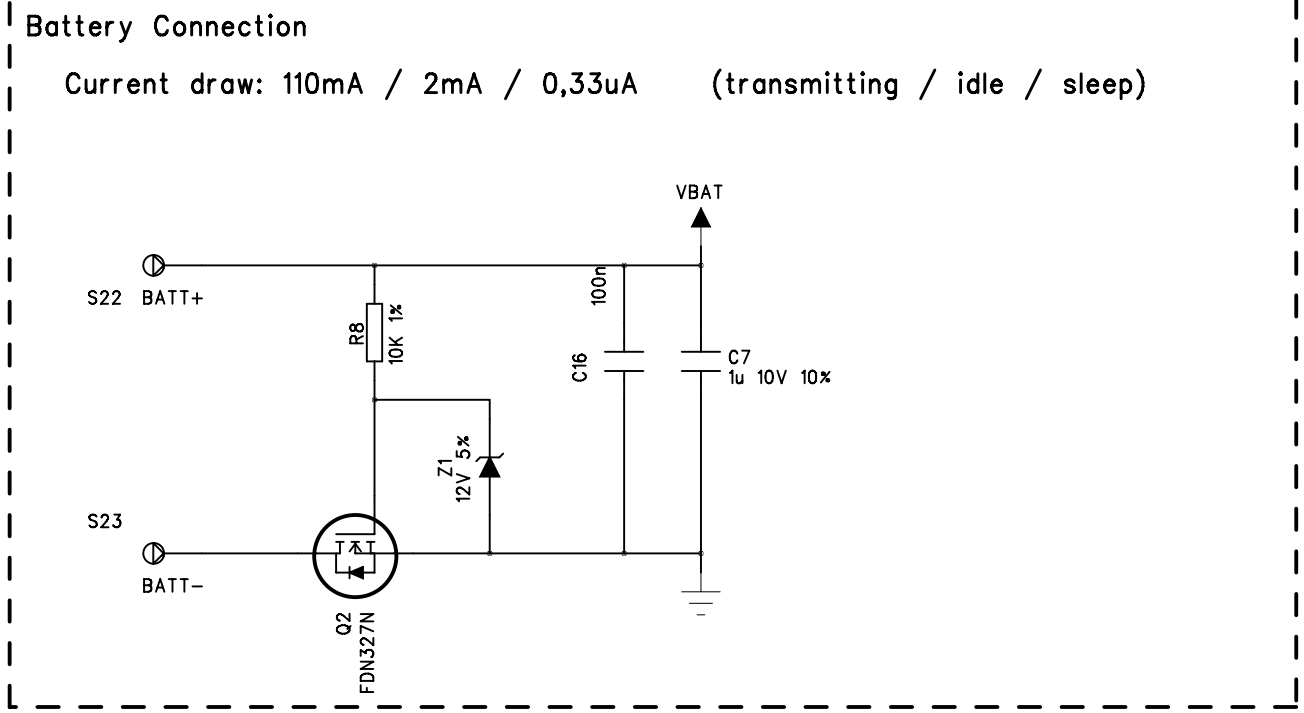 Battery Connection
Current draw: 110mA / 2mA / 0,33uA (transmitting / idle / sleep)
VBAT
S22 BATT+
R8
10K 1%
100n
C16
C7
1u 10V 10%
Z1
12V 5%
S23
BATT-
Q2
FDN327N